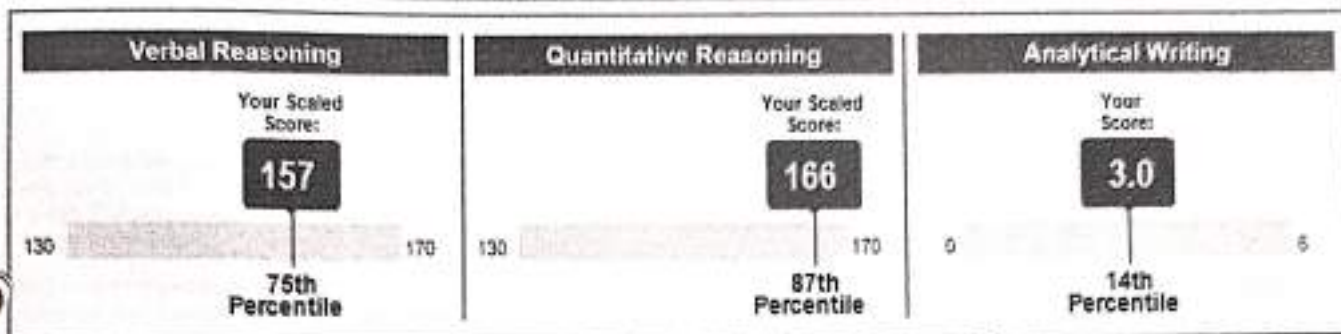 Verbal Reasoning
Your Scaled
Score:
157
130
170
75th
Percentile
Quantitative Reasoning
Your Scaled
Score:
166
130
170
87th
Percentile
Analytical Writing
Your
Score:
3.0
0
6
14th
Percentile